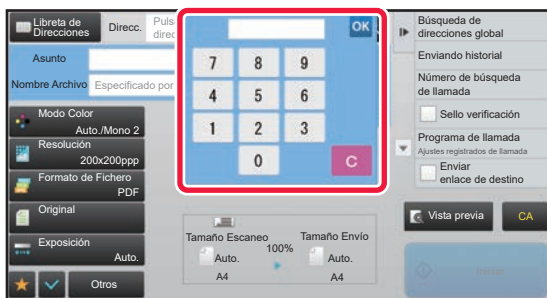 Libreta de
Direcciones
Direcc.
OK
Búsqueda de
direcciones global
Asunto
Enviando historial
Nombre Archivo
Especificado por
7 8 9
4 5 6
1 2 3
0 C
Número de búsqueda
de llamada
Sello verificación
Programa de llamada
Ajustes registrados de llamada
Enviar
enlace de destino
Modo Color
Auto./Mono 2
Resolución
200x200ppp
Formato de Fichero
PDF
Original
Exposición
Auto.
Otros
Tamaño Escaneo
100%
Tamaño Envío
Auto.
A4
Auto.
A4
Vista previa
CA